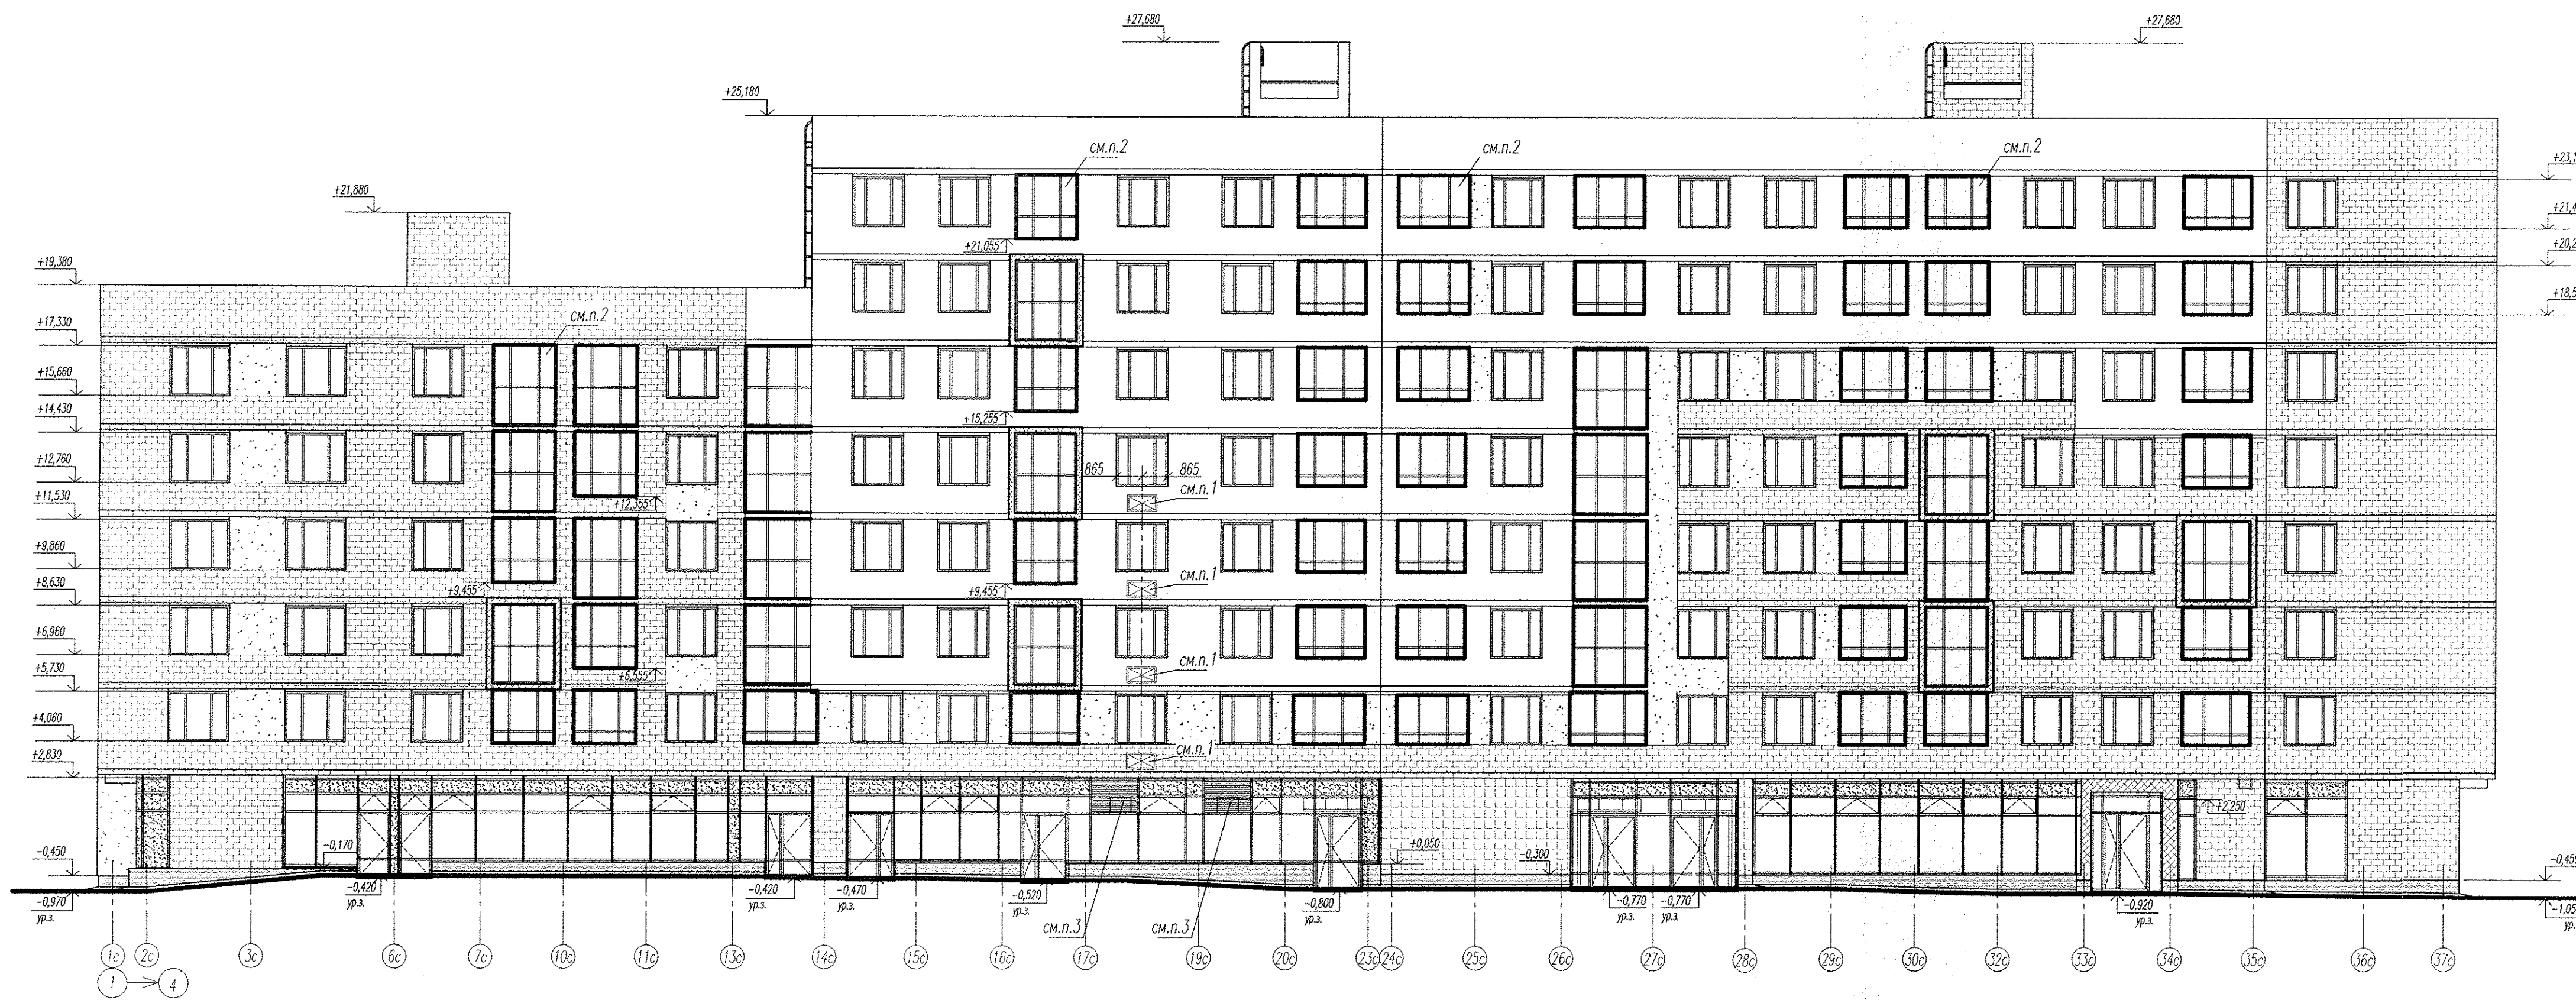 +27,680
+27,680
+25,180
см.п.2
см.п.2
см.п.2
+21,880
+21,055
+19,380
+17,330
см.п.2
+15,660
+14,430
+15,255
+12,760
865
865
см.п.1
+12,355
+11,530
+9,860
см.п.1
+8,630
+9,455
+9,455
+6,960
см.п.1
+6,555
+5,730
+4,060
см.п.1
+2,830
+2,250
-0,170
+0,050
-0,300
-0,450
-0,420
ур.з.
-0,420
ур.з.
-0,470
ур.з.
-0,520
ур.з.
-0,800
ур.з.
-0,770
ур.з.
-0,770
ур.з.
-0,920
ур.з.
-0,970
ур.з.
см.п.3
см.п.3
1с
2с
3с
6с
7с
10с
11с
13с
14с
15с
16с
17с
19с
20с
23с
24с
25с
26с
27с
28с
29с
30с
32с
33с
34с
35с
36с
37с
1
4